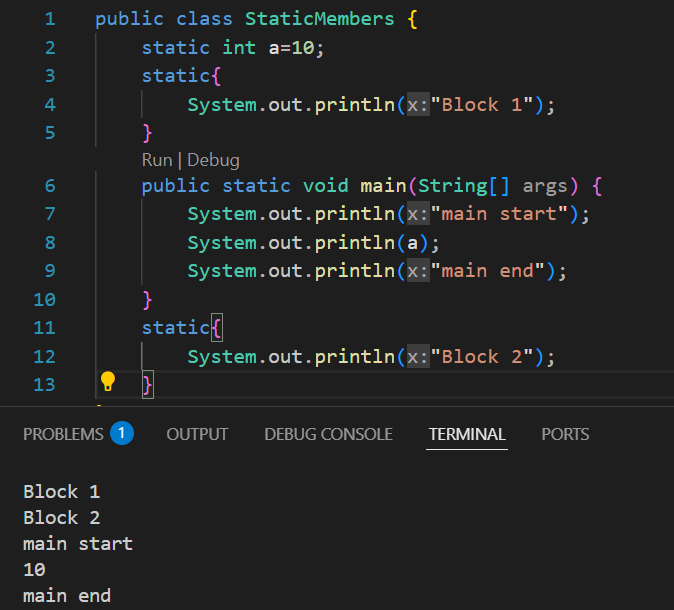 1 public class StaticMembers {
2 static int a=10;
3 static{
4 System.out.println(x:"Block 1");
5 }
Run | Debug
6 public static void main(String[] args) {
7 System.out.println(x:"main start");
8 System.out.println(a);
9 System.out.println(x:"main end");
10 }
11 static{
12 System.out.println(x:"Block 2");
13 }
PROBLEMS 1 OUTPUT DEBUG CONSOLE TERMINAL PORTS
Block 1
Block 2
main start
10
main end